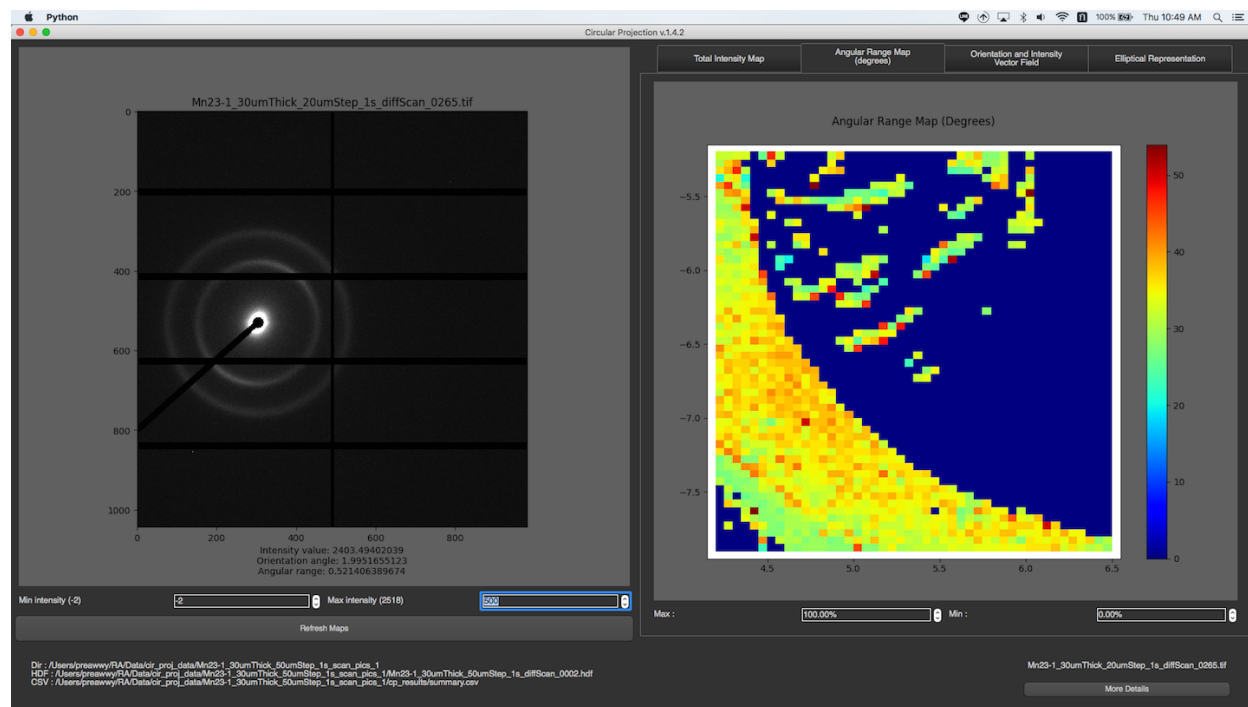 Python
100%
Thu 10:49 AM
Circular Projection v.1.4.2
Mn23-1_30umThick_20umStep_1s_diffScan_0265.tif
0
200
400
600
800
1000
0 200 400 600 800
Intensity value: 2403.49402039
Orientation angle: 1.9951655123
Angular range: 0.521406389674
Min intensity (-2) -2 Max intensity (2518) 500
Refresh Maps
Total Intensity Map
Angular Range Map
(degrees)
Orientation and Intensity
Vector Field
Elliptical Representation
Angular Range Map (Degrees)
−5.5
−6.0
−6.5
−7.0
−7.5
4.5 5.0 5.5 6.0 6.5
50
40
30
20
10
0
Max : 100.00% Min : 0.00%
Dir : /Users/preawwy/RA/Data/cir_proj_data/Mn23-1_30umThick_50umStep_1s_scan_pics_1
HDF : /Users/preawwy/RA/Data/cir_proj_data/Mn23-1_30umThick_50umStep_1s_scan_pics_1/Mn23-1_30umThick_50umStep_1s_diffScan_0002.hdf
CSV : /Users/preawwy/RA/Data/cir_proj_data/Mn23-1_30umThick_50umStep_1s_scan_pics_1/cp_results/summary.csv
Mn23-1_30umThick_20umStep_1s_diffScan_0265.tif
More Details